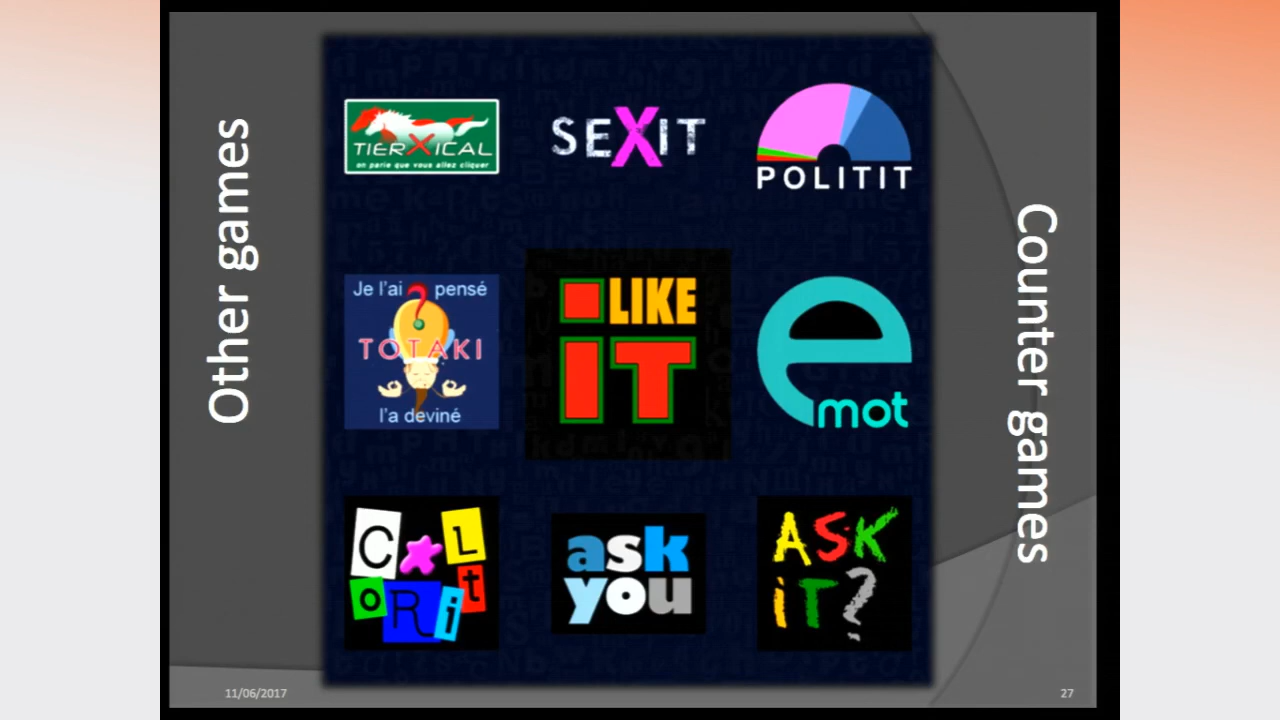 Other games
TIERXICAL
on parie que vous allez cliquer
SEXIT
POLITIT
Je l'ai pensé
TOTAKI
l'a deviné
i LIKE
iT
e
mot
C*L
ORit
ask
you
ASK
iT?
Counter games
11/06/2017
27